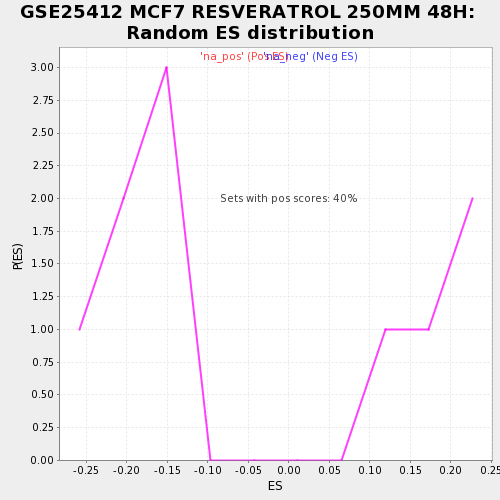 GSE25412 MCF7 RESVERATROL 250MM 48H:
Random ES distribution
'na_pos' (Pos ES) 'na_neg' (Neg ES)
3.00
2.75
2.50
2.25
2.00
1.75
1.50
1.25
1.00
0.75
0.50
0.25
0.00
P(ES)
Sets with pos scores: 40%
-0.25 -0.20 -0.15 -0.10 -0.05 0.00 0.05 0.10 0.15 0.20 0.25
ES